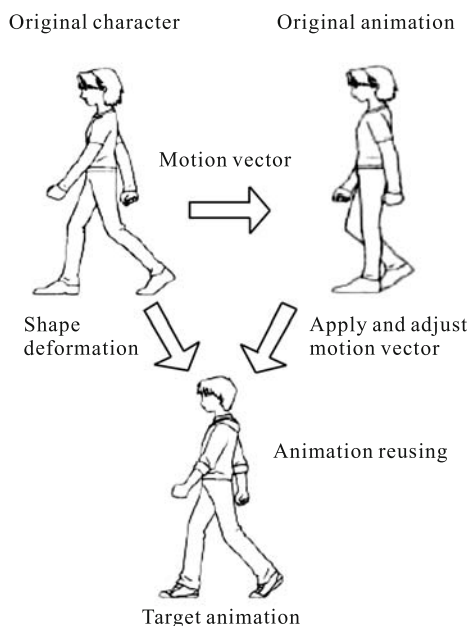 Original character
Original animation
Motion vector
Shape
deformation
Apply and adjust
motion vector
Animation reusing
Target animation